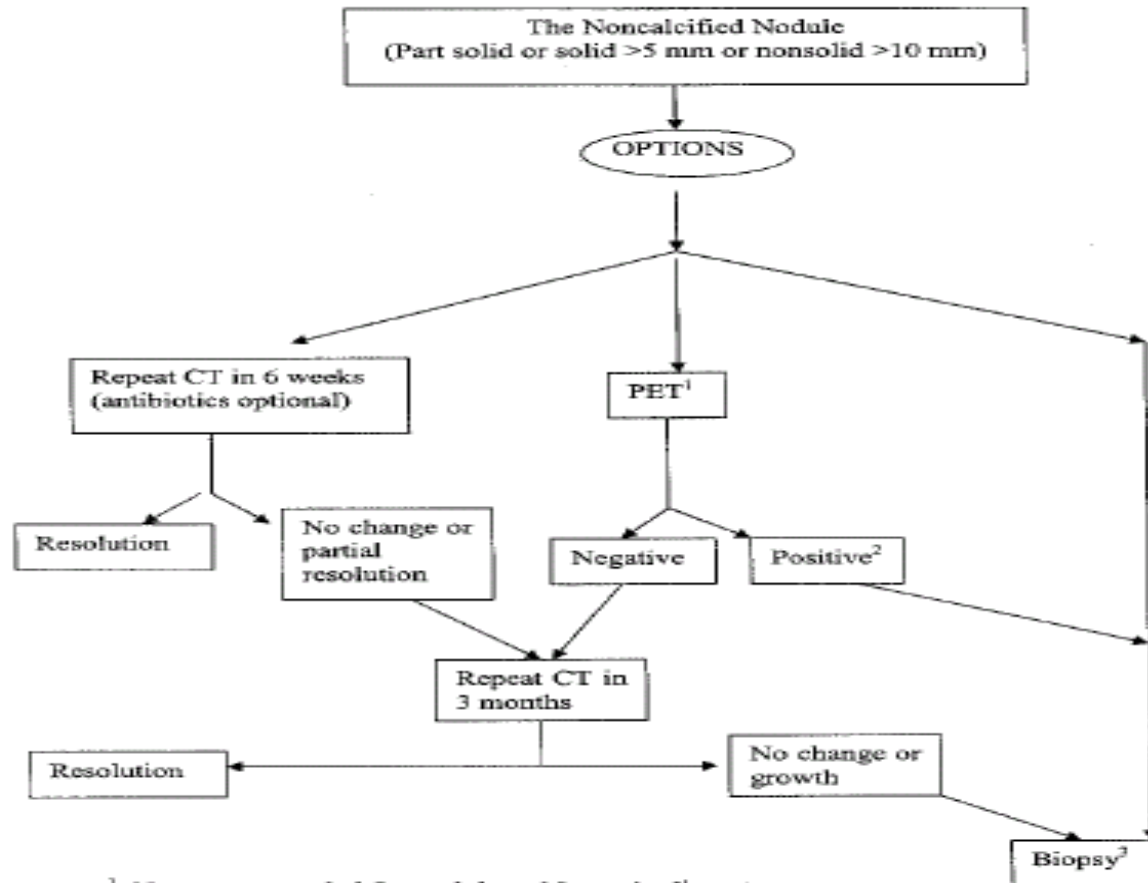 The Noncalcified Nodule
(Part solid or solid >5 mm or nonsolid >10 mm)
OPTIONS
Repeat CT in 6 weeks
(antibiotics optional)
PET¹
Resolution
No change or
partial
resolution
Negative
Positive²
Repeat CT in
3 months
Resolution
No change or
growth
Biopsy³